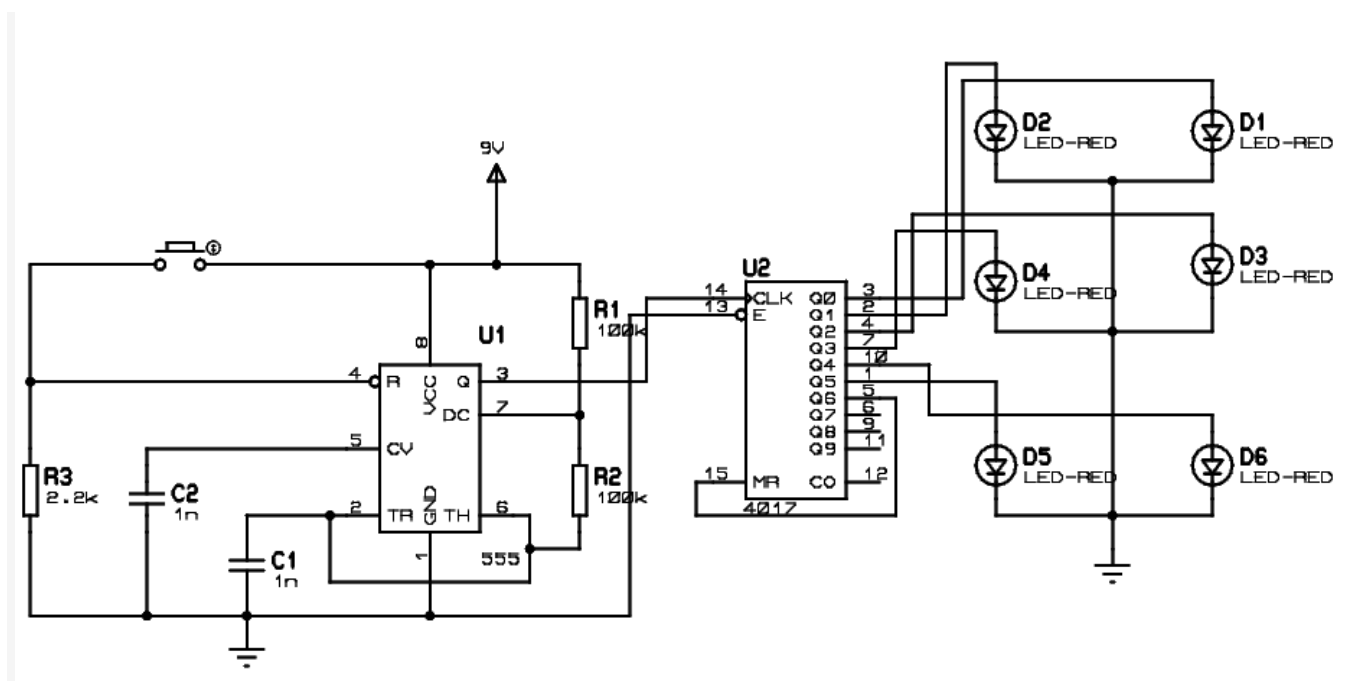 9V
R1
100k
U1
8
4
R
VCC
Q
3
DC
7
5
CV
R3
2.2k
C2
1n
2
TR
GND
TH
6
R2
100k
1
555
C1
1n
U2
14
CLK
Q0
3
13
E
Q1
2
Q2
4
Q3
7
Q4
10
Q5
1
Q6
5
Q7
6
Q8
9
Q9
11
15
MR
CO
12
4017
D2
LED-RED
D1
LED-RED
D4
LED-RED
D3
LED-RED
D5
LED-RED
D6
LED-RED